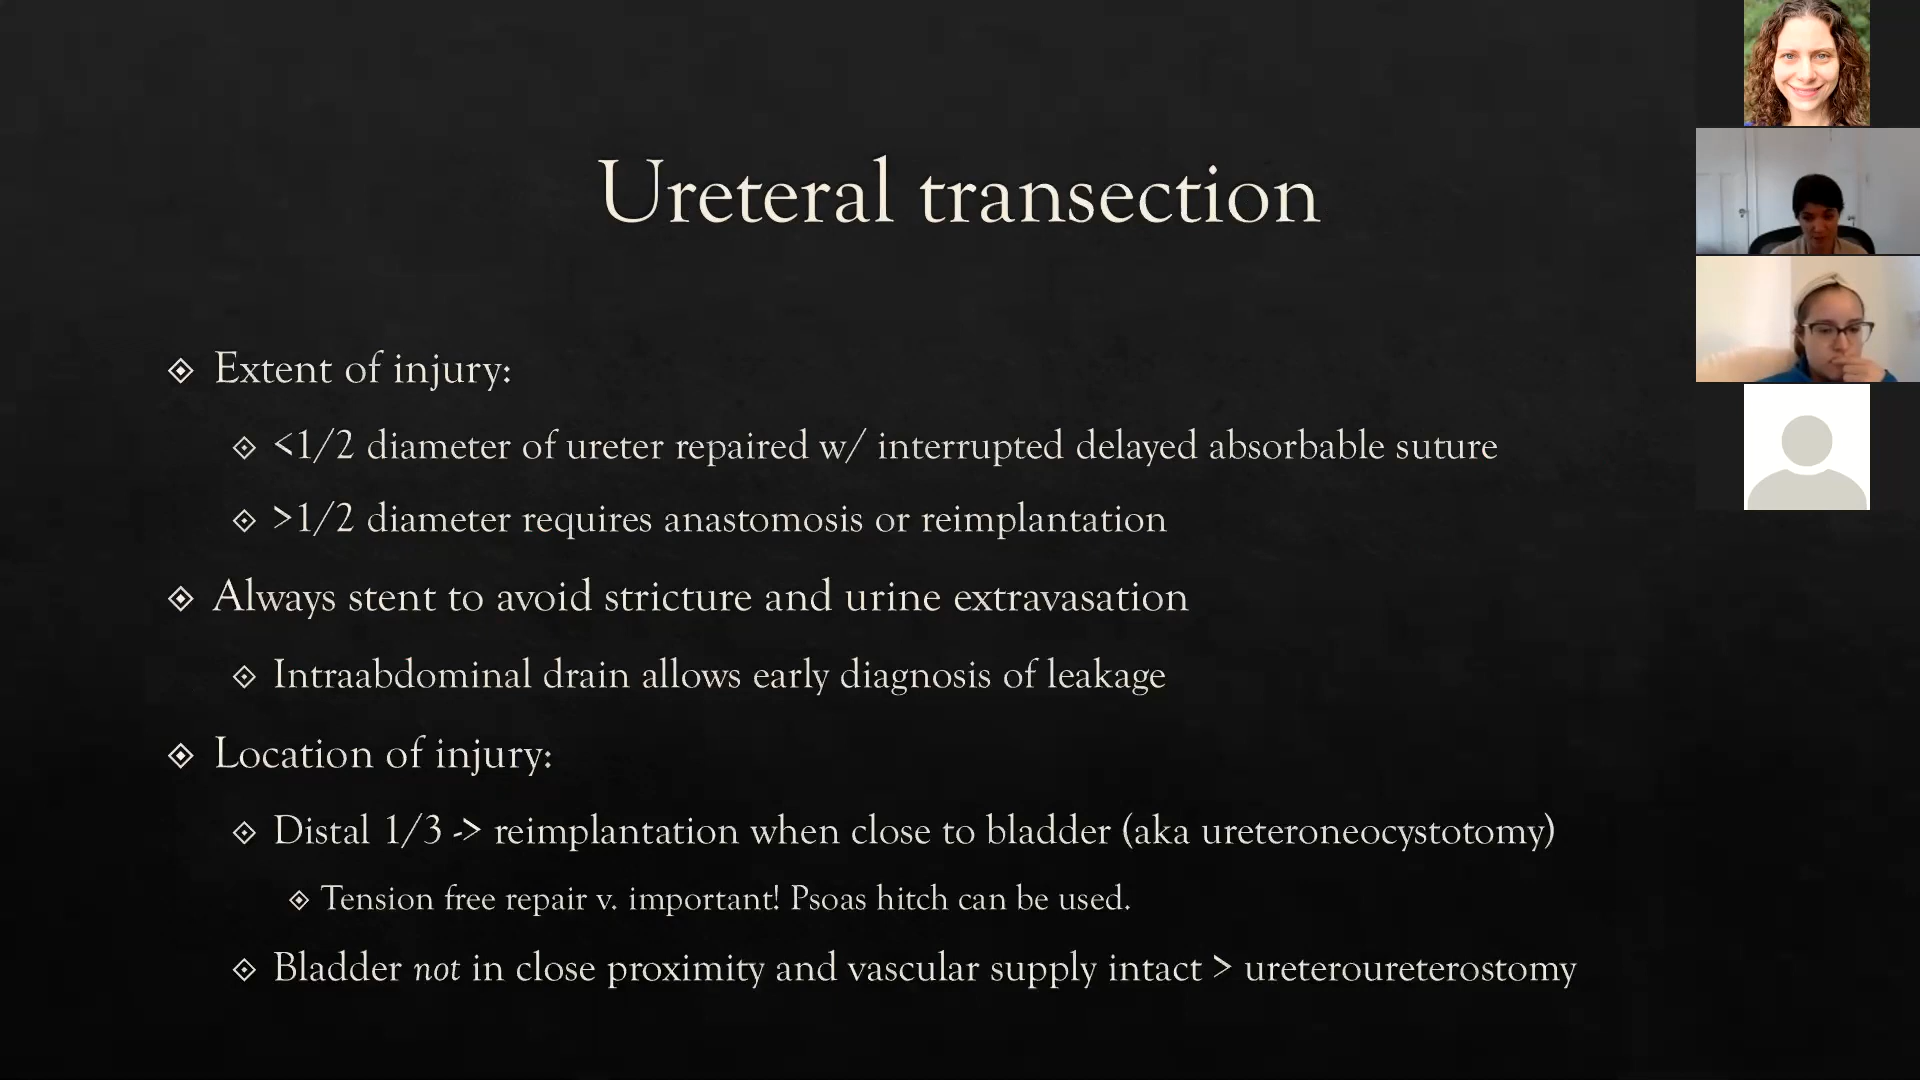 Ureteral transection
Extent of injury:
<1/2 diameter of ureter repaired w/ interrupted delayed absorbable suture
>1/2 diameter requires anastomosis or reimplantation
Always stent to avoid stricture and urine extravasation
Intraabdominal drain allows early diagnosis of leakage
Location of injury:
Distal 1/3 -> reimplantation when close to bladder (aka ureteroneocystotomy)
Tension free repair v. important! Psoas hitch can be used.
Bladder not in close proximity and vascular supply intact > ureteroureterostomy